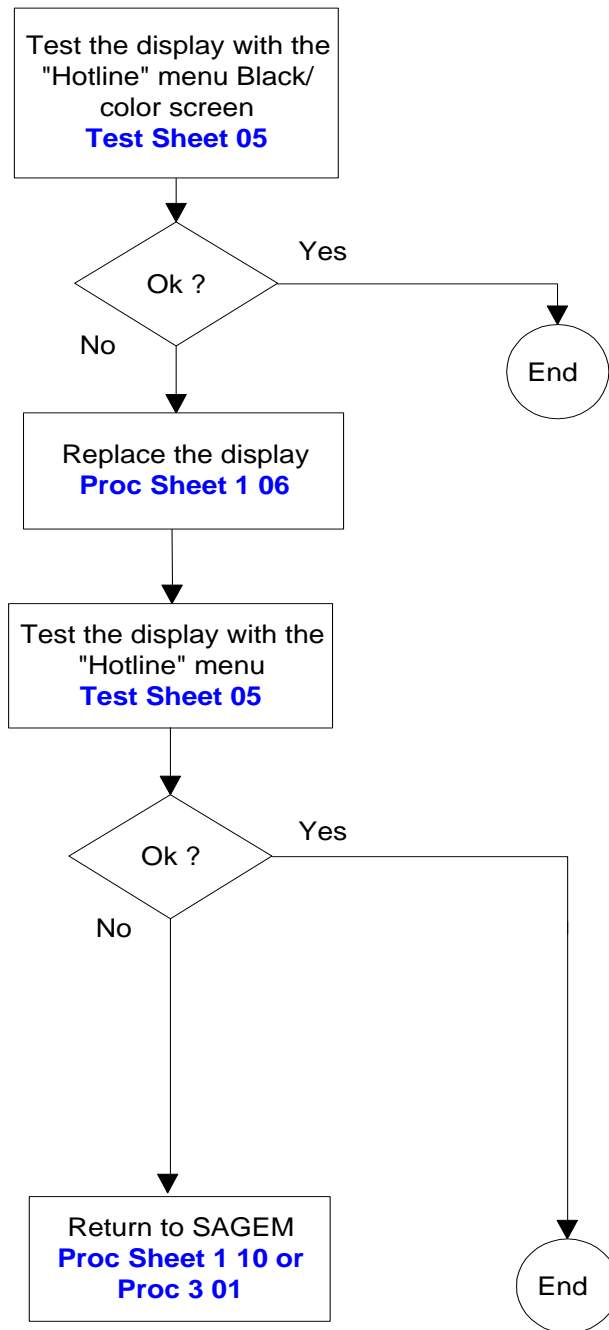 Test the display with the
"Hotline" menu Black/
color screen
Test Sheet 05
Yes
Ok ?
No
End
Replace the display
Proc Sheet 1 06
Test the display with the
"Hotline" menu
Test Sheet 05
Yes
Ok ?
No
Return to SAGEM
Proc Sheet 1 10 or
Proc 3 01
End